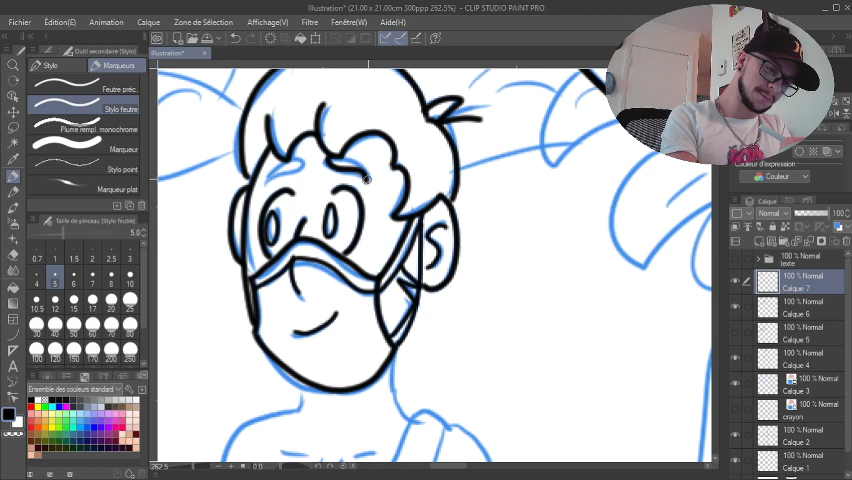 Illustration* (21.00 x 21.00cm 300ppp 262.5%) - CLIP STUDIO PAINT PRO
Fichier Édition(E) Animation Calque Zone de Sélection Affichage(V) Filtre Fenêtre(W) Aide(H)
Outil secondaire (Stylo)
Illustration*
Stylo Marqueurs
Feutre préc.
Stylo feutre
Plume rempl. monochrome
Marqueur
Stylo point
Marqueur plat
Taille de pinceau (Stylo feutre)
5.0
0.7 1 1.5 2 2.5 3
4 5 6 7 8 10
10.5 12 15 17 20 25
30 40 50 60 70 80
100 120 150 170 200 250
Ensemble des couleurs standard
262.5
0.0
Couleur d'expression
Couleur
Calque
Normal 100
100 % Normal
texte
100 % Normal
Calque 7
100 % Normal
Calque 6
100 % Normal
Calque 5
100 % Normal
Calque 4
100 % Normal
Calque 3
100 % Normal
crayon
100 % Normal
Calque 2
100 % Normal
Calque 1